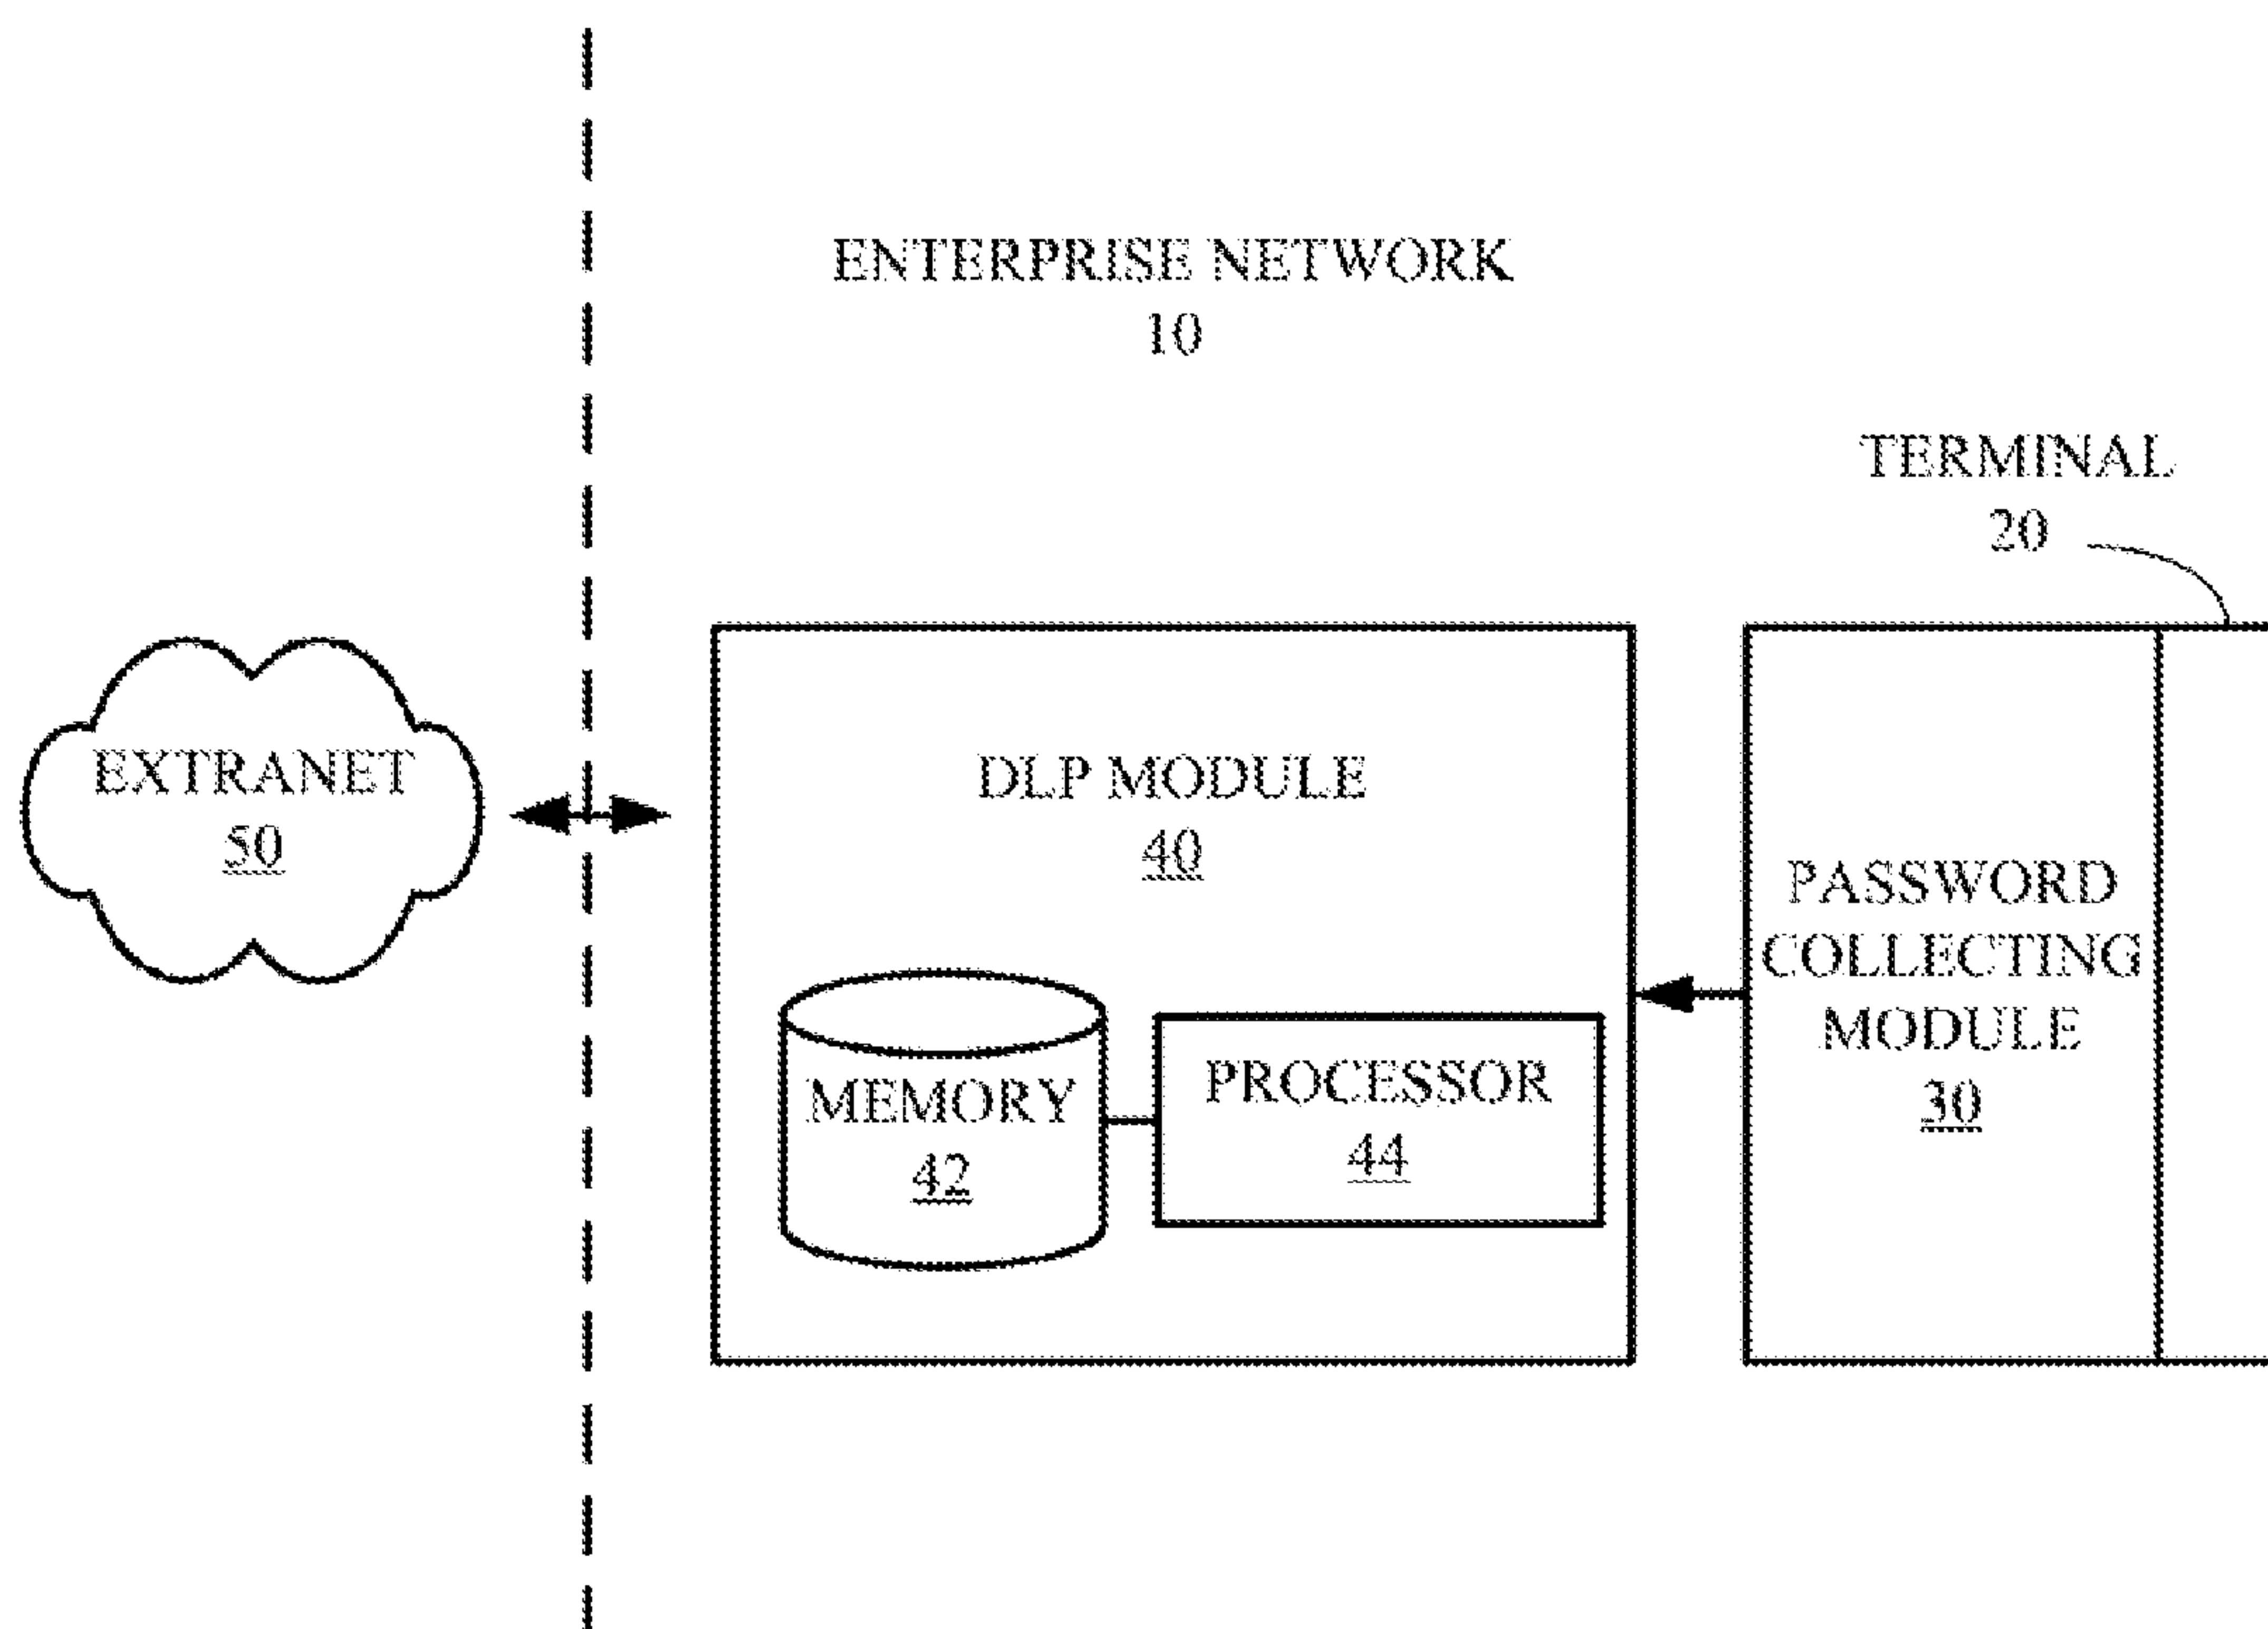 ENTERPRISE NETWORK
10
TERMINAL
20
EXTRANET
50
DLP MODULE
40
MEMORY
42
PROCESSOR
44
PASSWORD
COLLECTING
MODULE
30